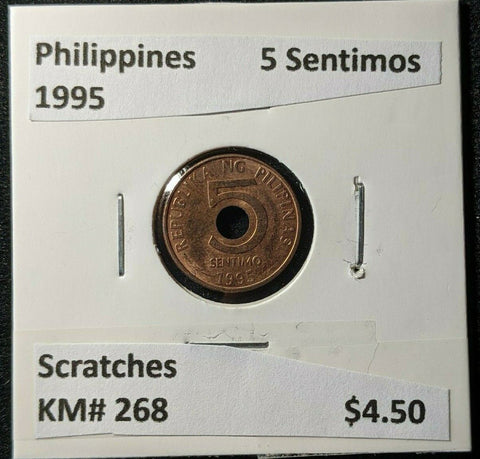 Philippines 5 Sentimos
1995
REPUBLIKA NG PILIPINAS
5
SENTIMO
1995
Scratches
KM# 268 $4.50